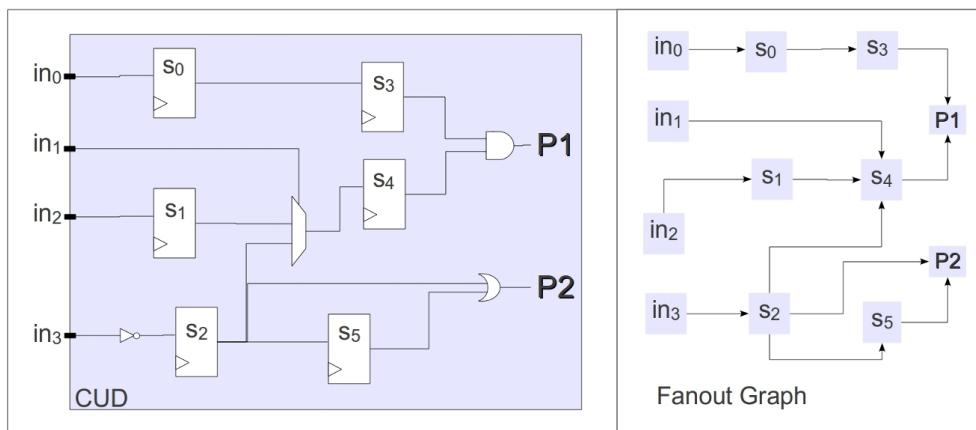 in0
s0
s3
in1
P1
s4
in2
s1
P2
in3
s2
s5
CUD
in0
s0
s3
in1
P1
s1
s4
in2
P2
in3
s2
s5
Fanout Graph